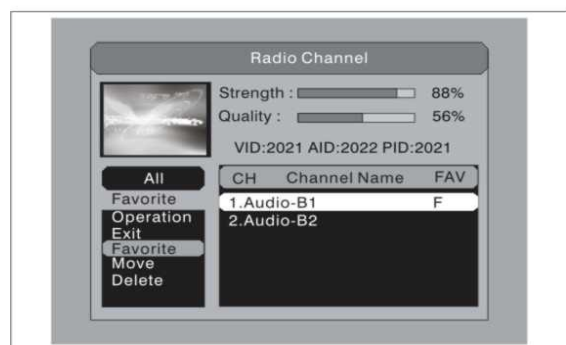 Radio Channel
Strength : 88%
Quality : 56%
VID:2021 AID:2022 PID:2021
All
Favorite
Operation
Exit
Favorite
Move
Delete
CH Channel Name FAV
1.Audio-B1 F
2.Audio-B2